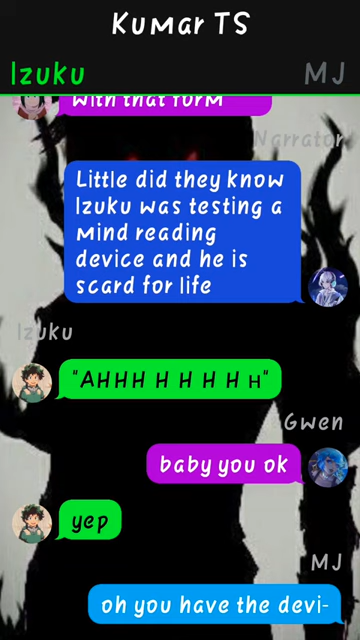 Kumar TS
Izuku
MJ
with that form
Narrator
Little did they know
Izuku was testing a
mind reading
device and he is
scard for life
Izuku
"AHHH H H H H H"
Gwen
baby you ok
yep
MJ
oh you have the devi-